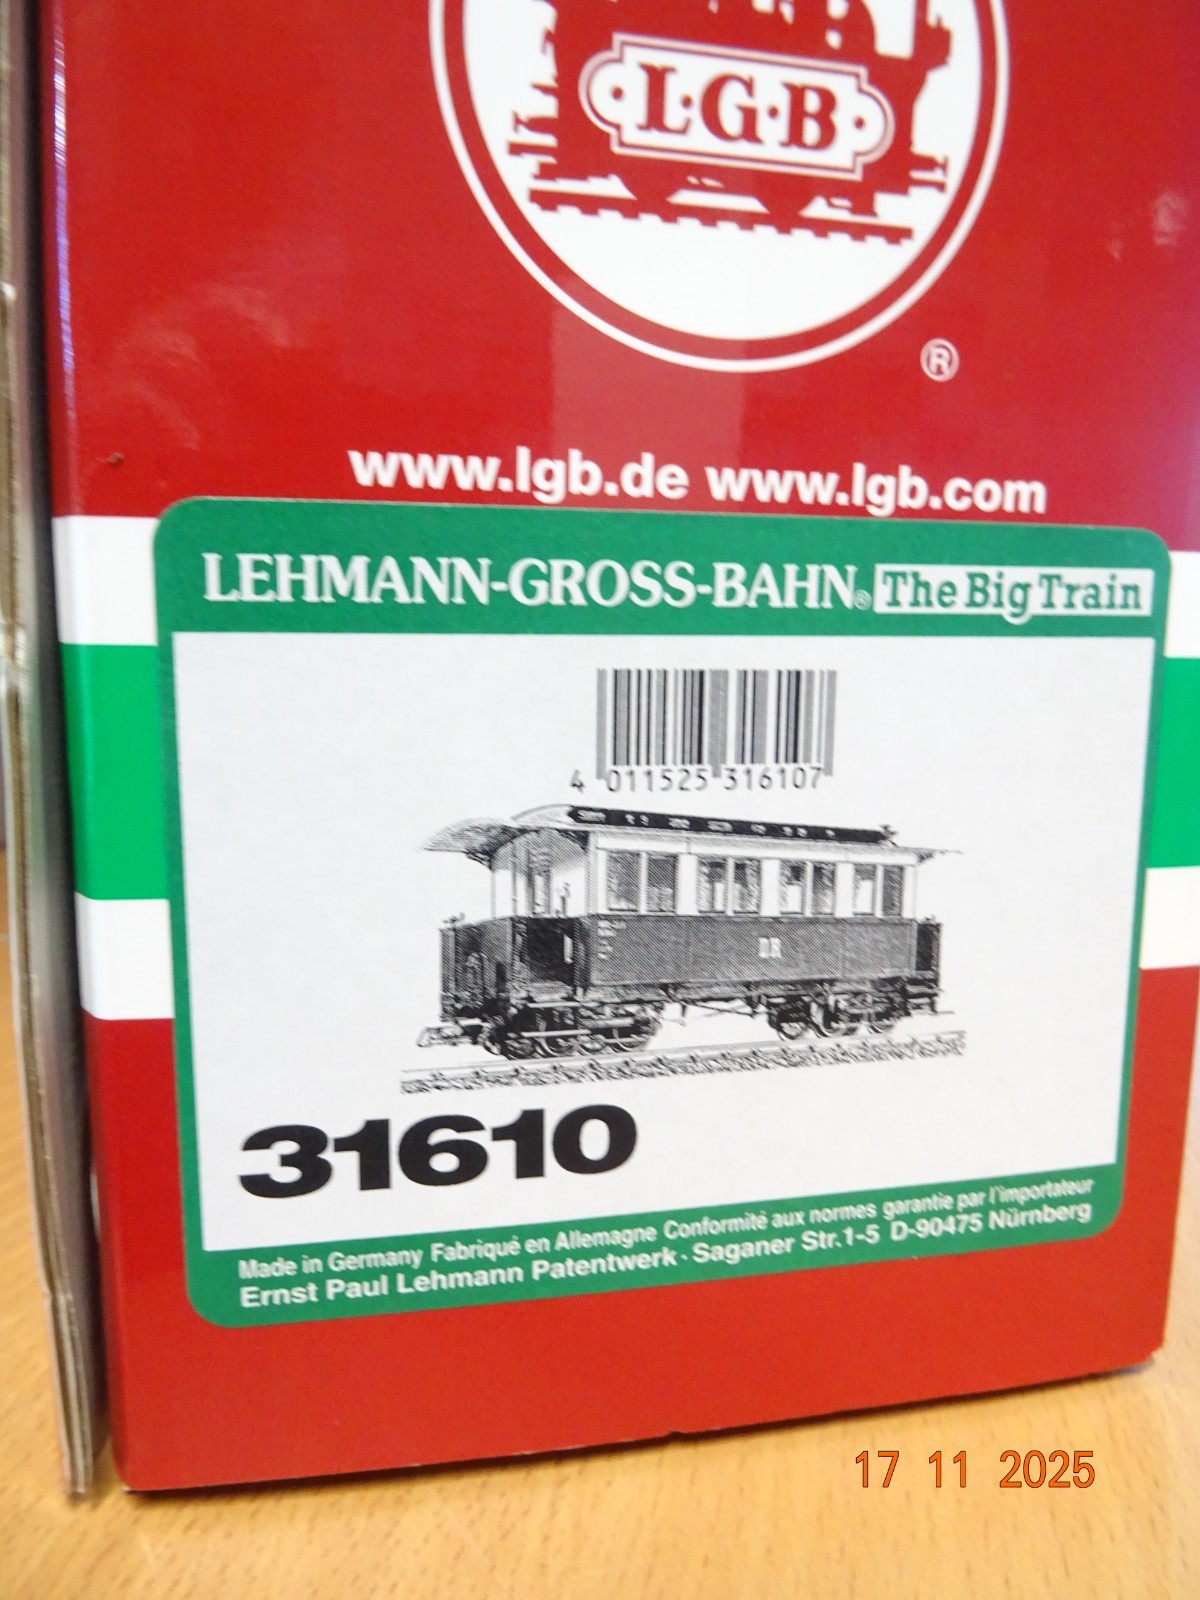 L·G·B
®
www.lgb.de www.lgb.com
LEHMANN-GROSS-BAHN® The Big Train
4 011525 316107
DR
31610
Made in Germany Fabriqué en Allemagne Conformité aux normes garantie par l'importateur
Ernst Paul Lehmann Patentwerk · Saganer Str.1-5 D-90475 Nürnberg
17 11 2025